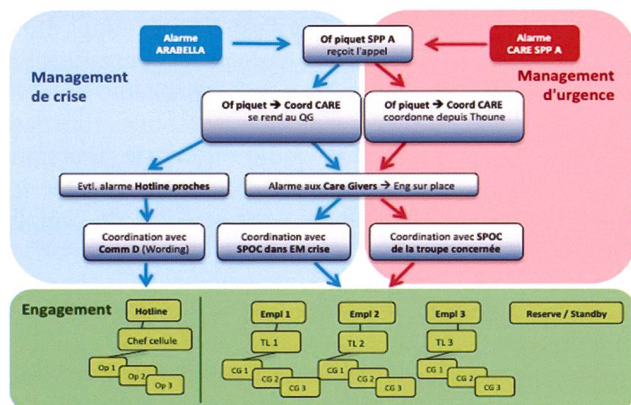 Alarme
ARABELLA
Of piquet SPP A
reçoit l'appel
Alarme
CARE SPP A
Management
de crise
Management
d'urgence
Of piquet → Coord CARE
se rend au QG
Of piquet → Coord CARE
coordonne depuis Thoune
Evtl. alarme Hotline proches
Alarme aux Care Givers → Eng sur place
Coordination avec
Comm D (Wording)
Coordination avec
SPOC dans EM crise
Coordination avec SPOC
de la troupe concernée
Engagement
Hotline
Empl 1
Empl 2
Empl 3
Reserve / Standby
Chef cellule
TL 1
TL 2
TL 3
Op 1
Op 2
Op 3
CG 1
CG 2
CG 3
CG 1
CG 2
CG 3
CG 1
CG 2
CG 3